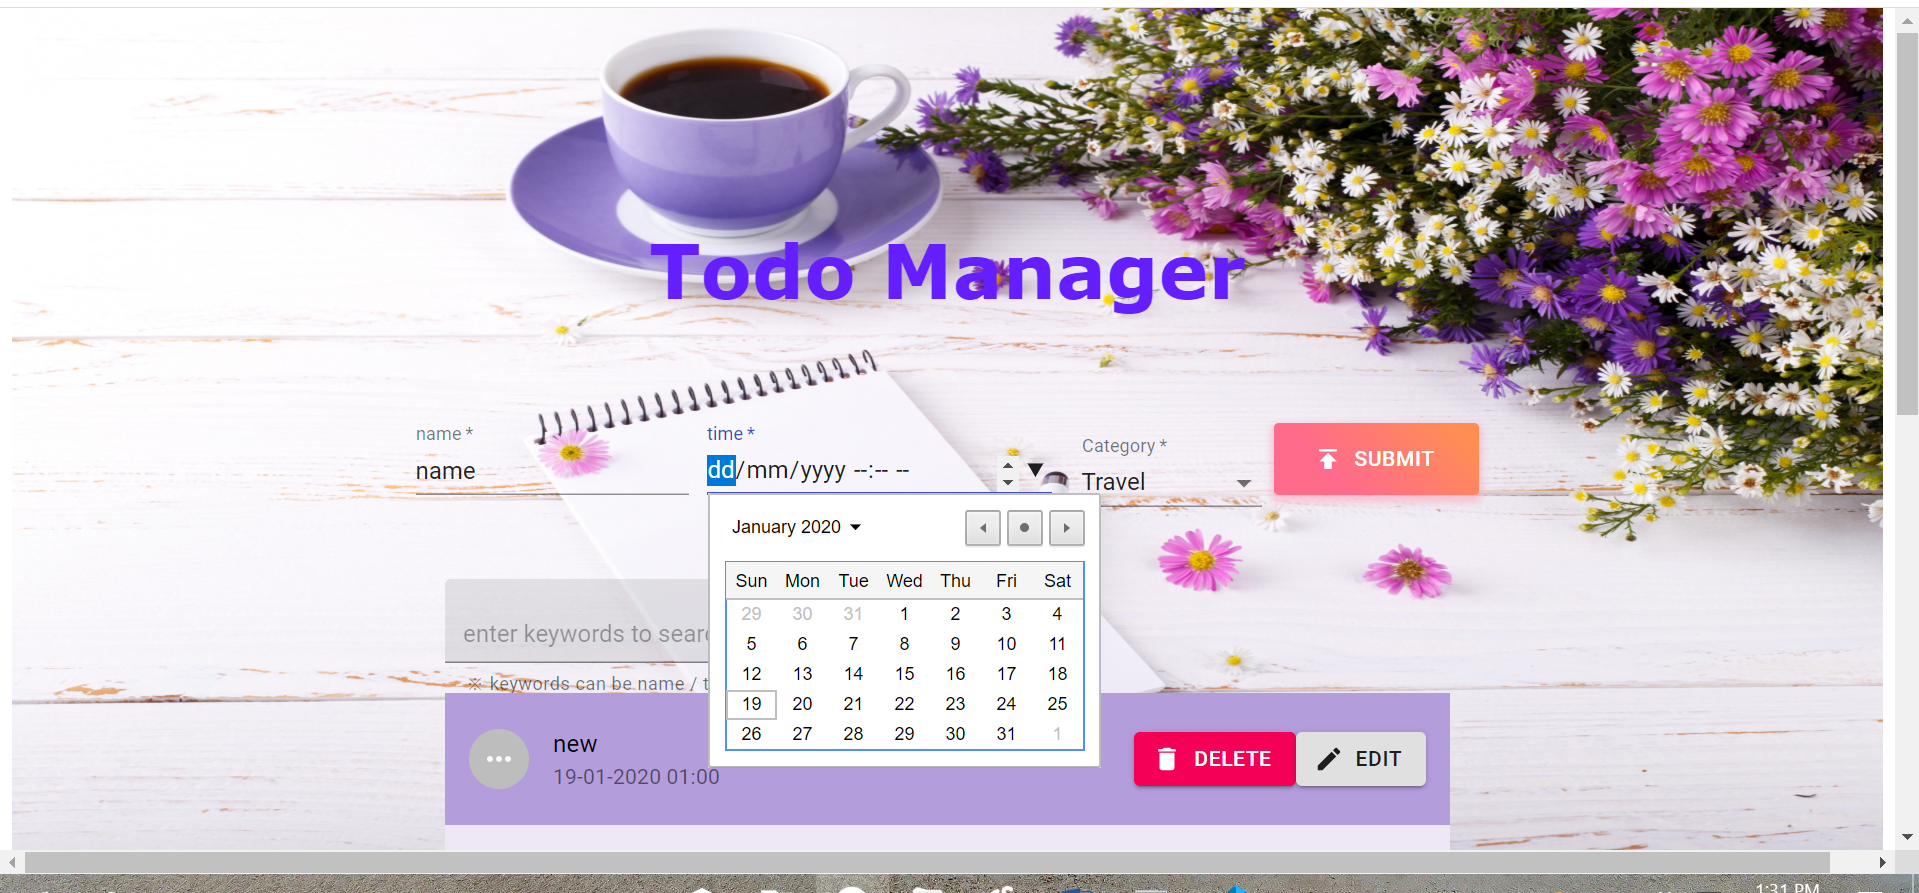 Todo Manager
name *
name
time *
dd/mm/yyyy --:-- --
Category *
Travel
SUBMIT
January 2020
Sun Mon Tue Wed Thu Fri Sat
29 30 31 1 2 3 4
5 6 7 8 9 10 11
12 13 14 15 16 17 18
19 20 21 22 23 24 25
26 27 28 29 30 31 1
enter keywords to sear
※ keywords can be name / t
new
19-01-2020 01:00
DELETE
EDIT
1:31 PM